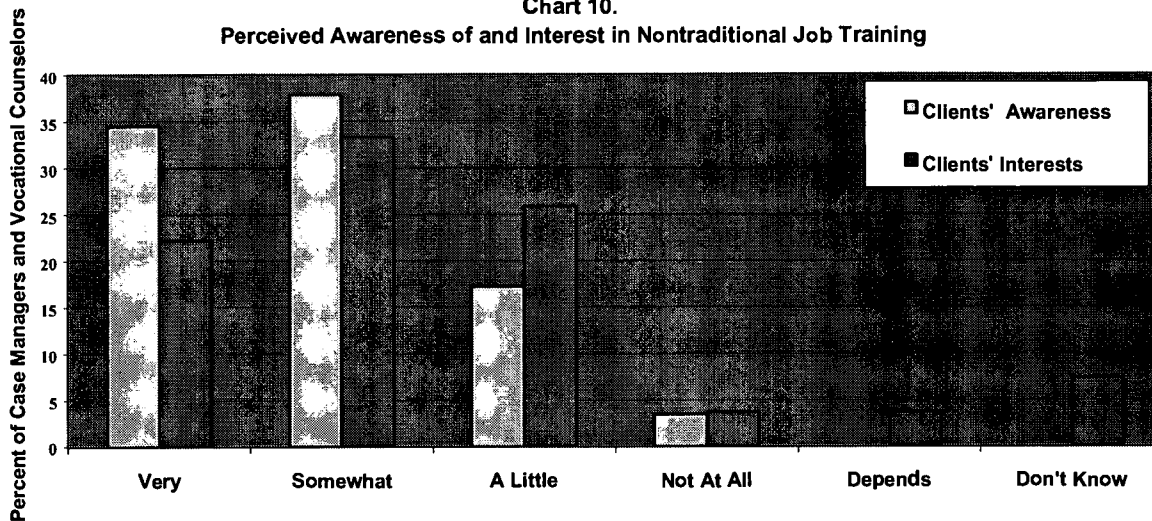 Chart 10.
Perceived Awareness of and Interest in Nontraditional Job Training
Percent of Case Managers and Vocational Counselors
40
35
30
25
20
15
10
5
0
Clients' Awareness
Clients' Interests
Very
Somewhat
A Little
Not At All
Depends
Don't Know